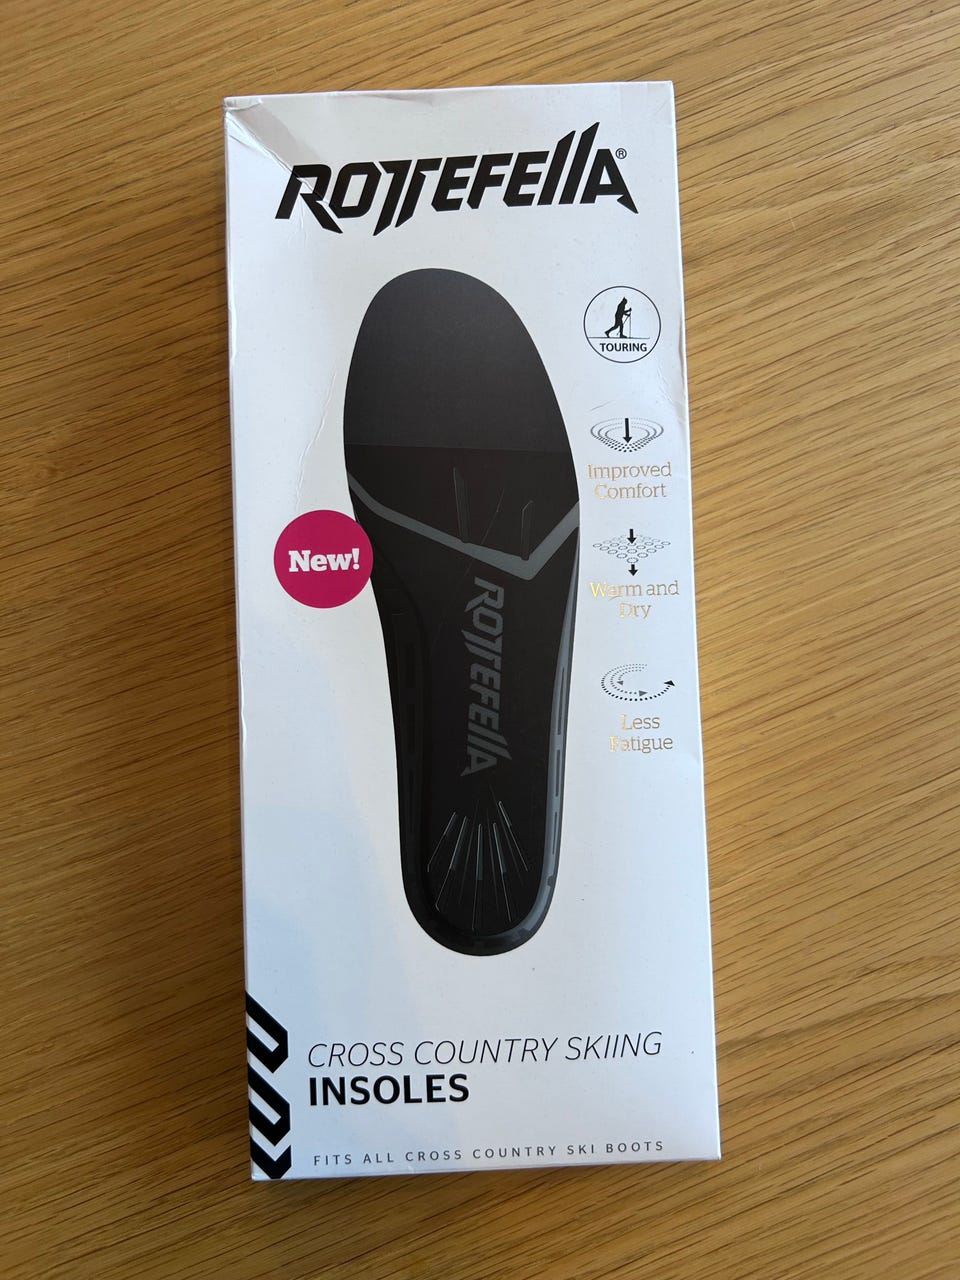 ROTTEFELLA®
TOURING
Improved
Comfort
New!
Warm and
Dry
ROTTEFELLA
Less
Fatigue
CROSS COUNTRY SKIING
INSOLES
FITS ALL CROSS COUNTRY SKI BOOTS